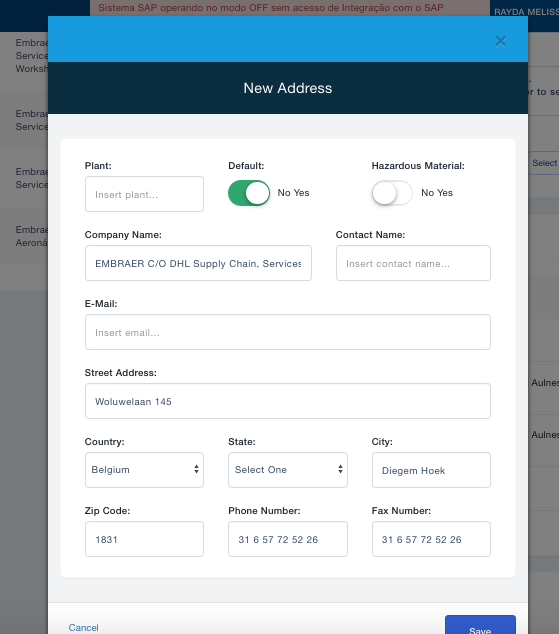 Sistema SAP operando no modo OFF sem acesso de Integração com o SAP
RAYDA MELISS
Embrae
Service
Worksh
Embrae
Service
Embrae
Service
Embrae
Aeroná
r to se
Select
Aulnes
Aulnes
×
New Address
Plant:
Insert plant...
Default:
No Yes
Hazardous Material:
No Yes
Company Name:
EMBRAER C/O DHL Supply Chain, Services
Contact Name:
Insert contact name...
E-Mail:
Insert email...
Street Address:
Woluwelaan 145
Country:
Belgium
State:
Select One
City:
Diegem Hoek
Zip Code:
1831
Phone Number:
31 6 57 72 52 26
Fax Number:
31 6 57 72 52 26
Cancel
Save